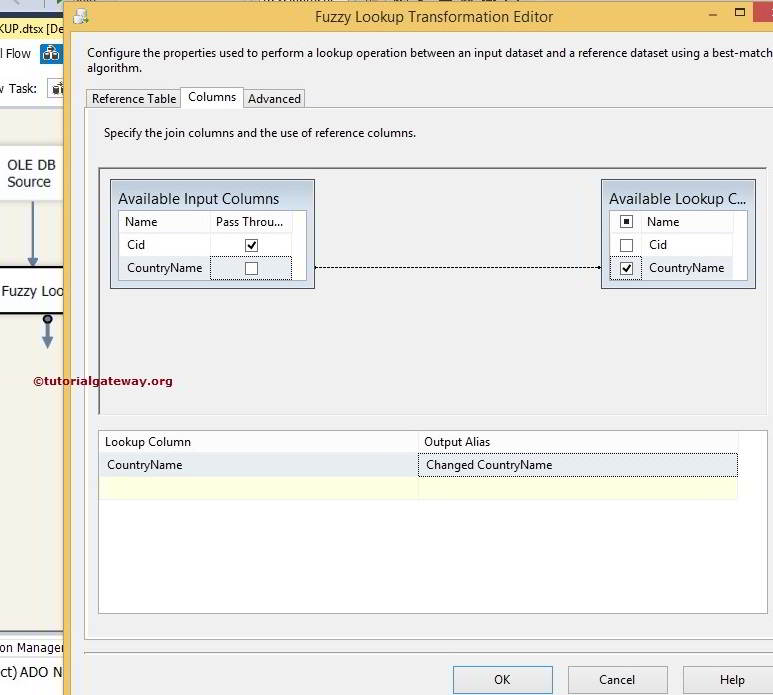 Fuzzy Lookup Transformation Editor
KUP.dtsx [De
Configure the properties used to perform a lookup operation between an input dataset and a reference dataset using a best-match
algorithm.
l Flow
Task:
Reference Table Columns Advanced
Specify the join columns and the use of reference columns.
OLE DB
Source
Available Input Columns
Name Pass Throu...
Cid
CountryName
Available Lookup C...
Name
Cid
CountryName
Fuzzy Loo
©tutorialgateway.org
Lookup Column Output Alias
CountryName Changed CountryName
on Manager
ct) ADO N
OK Cancel Help